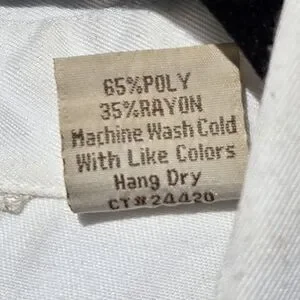 65%POLY
35%RAYON
Machine Wash Cold
With Like Colors
Hang Dry
CT#24420